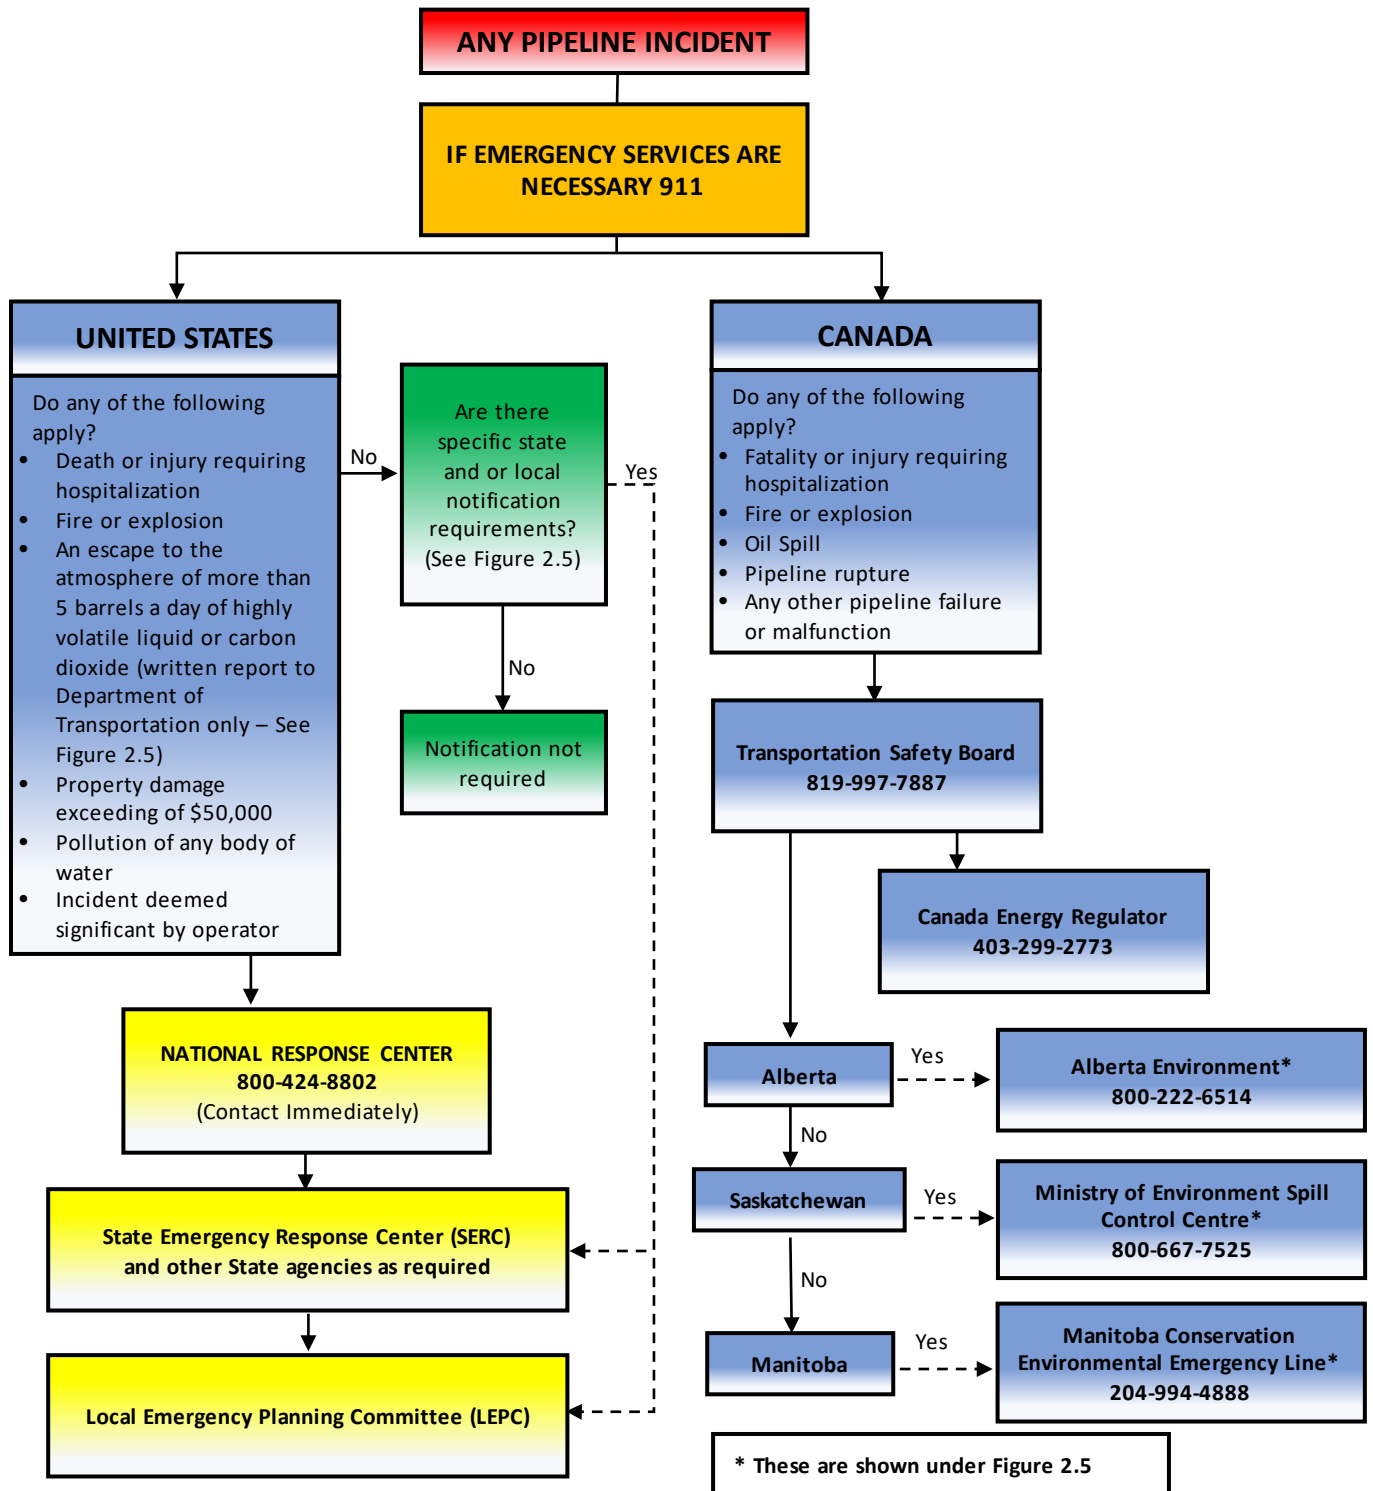 ANY PIPELINE INCIDENT
IF EMERGENCY SERVICES ARE
NECESSARY 911
UNITED STATES
Do any of the following
apply?
• Death or injury requiring
hospitalization
• Fire or explosion
• An escape to the
atmosphere of more than
5 barrels a day of highly
volatile liquid or carbon
dioxide (written report to
Department of
Transportation only – See
Figure 2.5)
• Property damage
exceeding of $50,000
• Pollution of any body of
water
• Incident deemed
significant by operator
No
Are there
specific state
and or local
notification
requirements?
(See Figure 2.5)
Yes
No
Notification not
required
NATIONAL RESPONSE CENTER
800-424-8802
(Contact Immediately)
State Emergency Response Center (SERC)
and other State agencies as required
Local Emergency Planning Committee (LEPC)
CANADA
Do any of the following
apply?
• Fatality or injury requiring
hospitalization
• Fire or explosion
• Oil Spill
• Pipeline rupture
• Any other pipeline failure
or malfunction
Transportation Safety Board
819-997-7887
Canada Energy Regulator
403-299-2773
Alberta
Yes
Alberta Environment*
800-222-6514
No
Saskatchewan
Yes
Ministry of Environment Spill
Control Centre*
800-667-7525
No
Manitoba
Yes
Manitoba Conservation
Environmental Emergency Line*
204-994-4888
* These are shown under Figure 2.5